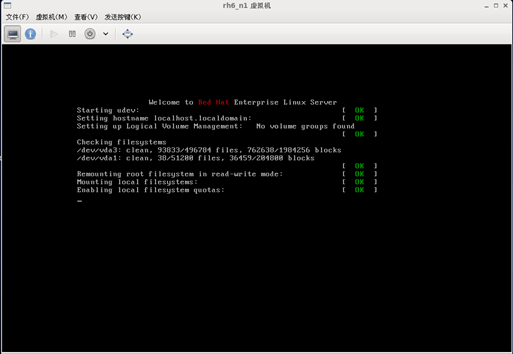 rh6_n1 虚拟机
文件(F) 虚拟机(M) 查看(V) 发送按键(K)
Welcome to Red Hat Enterprise Linux Server
Starting udev: [ OK ]
Setting hostname localhost.localdomain: [ OK ]
Setting up Logical Volume Management: No volume groups found
[ OK ]
Checking filesystems
/dev/vda3: clean, 93833/496784 files, 762638/1984256 blocks
/dev/vda1: clean, 38/51200 files, 36459/204800 blocks
[ OK ]
Remounting root filesystem in read-write mode: [ OK ]
Mounting local filesystems: [ OK ]
Enabling local filesystem quotas: [ OK ]